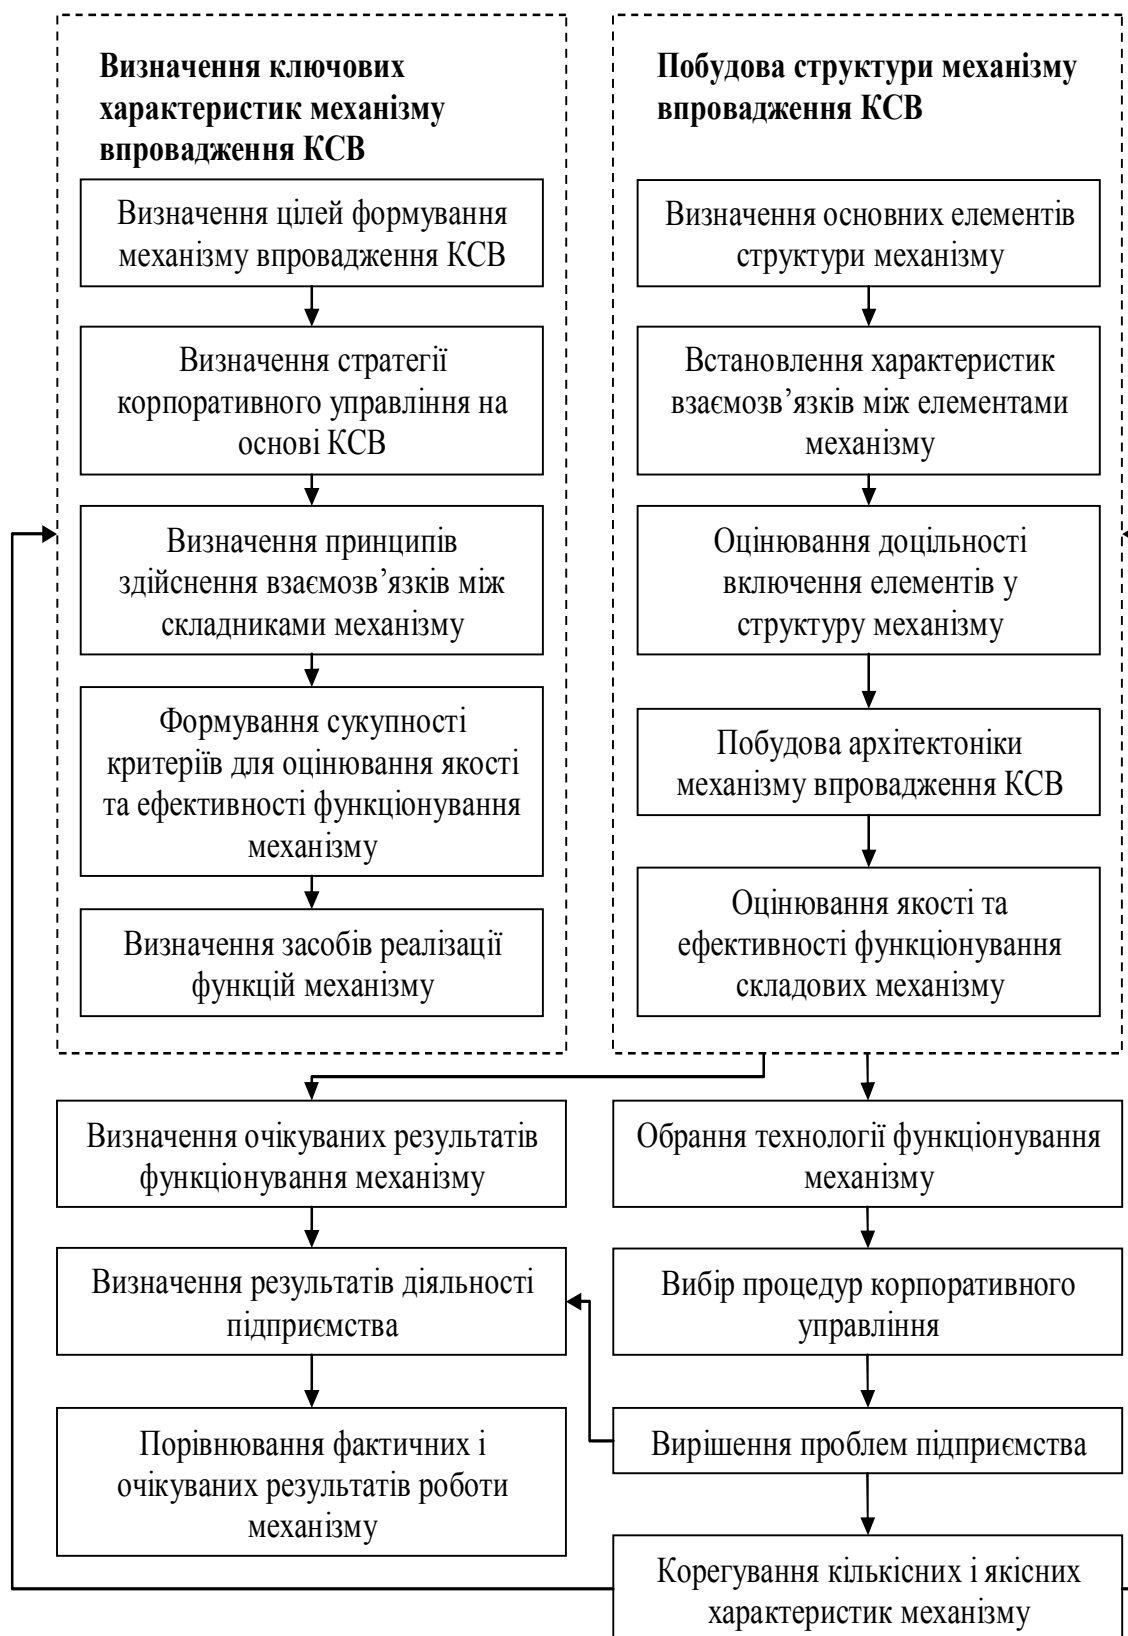 Визначення ключових
характеристик механізму
впровадження КСВ
Визначення цілей формування
механізму впровадження КСВ
Визначення стратегії
корпоративного управління на
основі КСВ
Визначення принципів
здійснення взаємозв’язків між
складниками механізму
Формування сукупності
критеріїв для оцінювання якості
та ефективності функціонування
механізму
Визначення засобів реалізації
функцій механізму
Побудова структури механізму
впровадження КСВ
Визначення основних елементів
структури механізму
Встановлення характеристик
взаємозв’язків між елементами
механізму
Оцінювання доцільності
включення елементів у
структуру механізму
Побудова архітектоніки
механізму впровадження КСВ
Оцінювання якості та
ефективності функціонування
складових механізму
Визначення очікуваних результатів
функціонування механізму
Визначення результатів діяльності
підприємства
Порівнювання фактичних і
очікуваних результатів роботи
механізму
Обрання технології функціонування
механізму
Вибір процедур корпоративного
управління
Вирішення проблем підприємства
Корегування кількісних і якісних
характеристик механізму